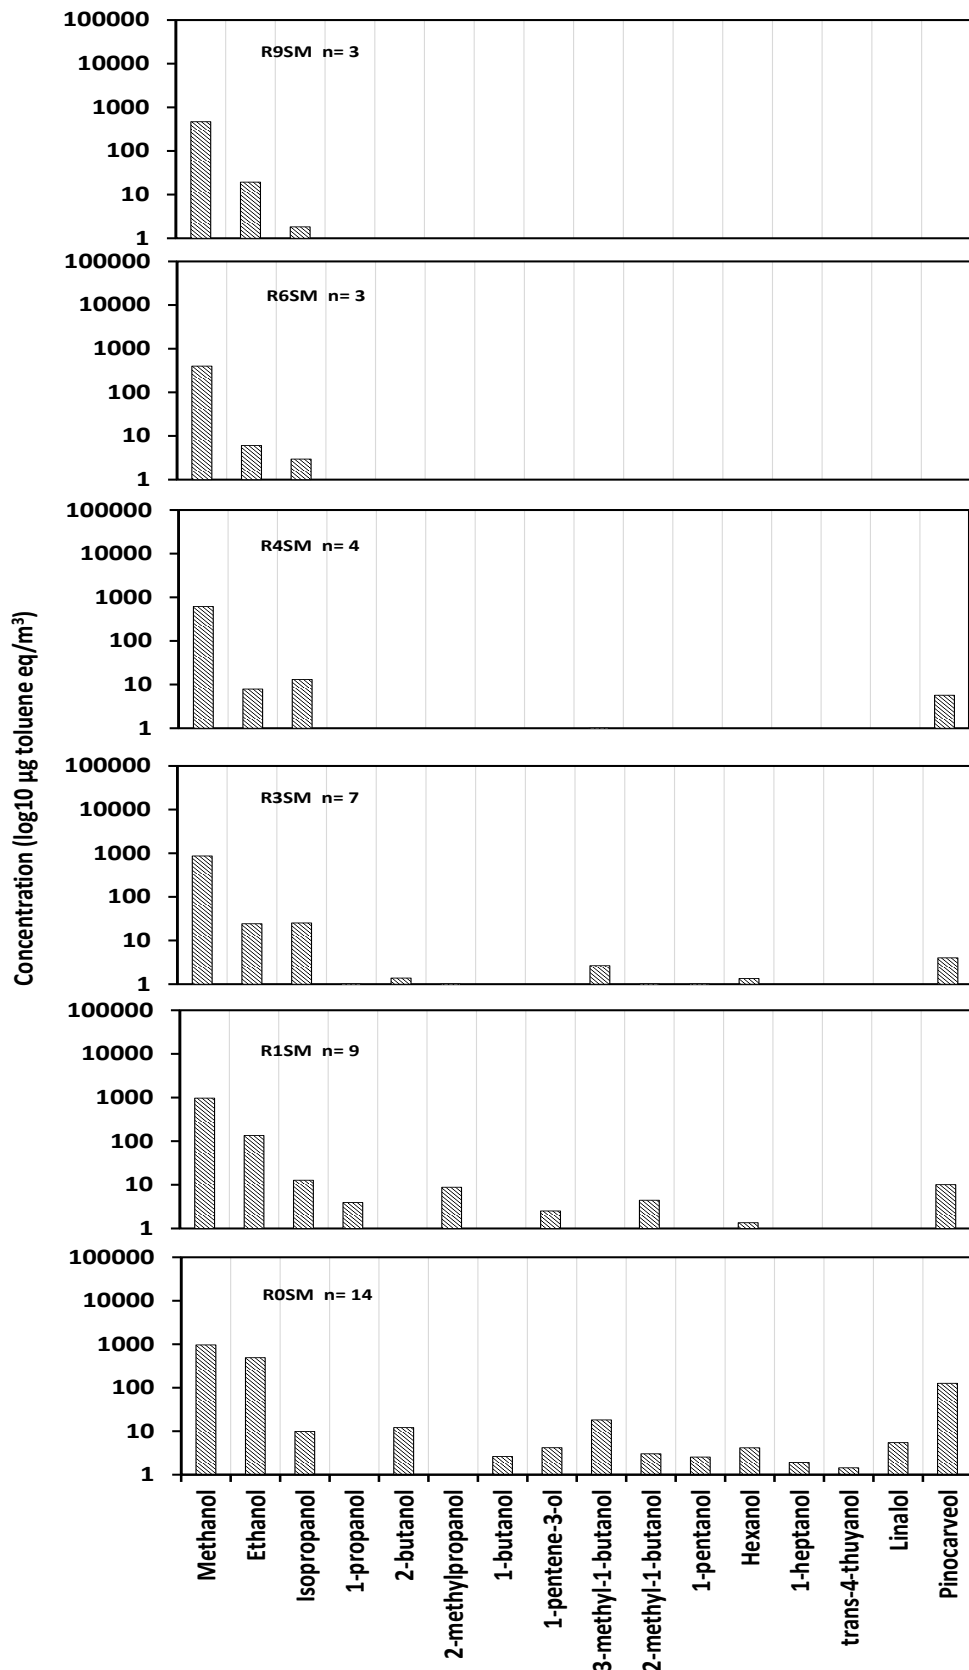 Concentration (log10 µg toluene eq/m³)
100000
R9SM n= 3
10000
1000
100
10
1
100000
R6SM n= 3
10000
1000
100
10
1
100000
R4SM n= 4
10000
1000
100
10
1
100000
R3SM n= 7
10000
1000
100
10
1
100000
R1SM n= 9
10000
1000
100
10
1
100000
R0SM n= 14
10000
1000
100
10
1
Methanol
Ethanol
Isopropanol
1-propanol
2-butanol
2-methylpropanol
1-butanol
1-pentene-3-ol
3-methyl-1-butanol
2-methyl-1-butanol
1-pentanol
Hexanol
1-heptanol
trans-4-thuyanol
Linalol
Pinocarveol